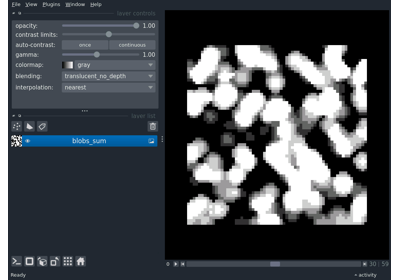 File View Plugins Window Help
layer controls
opacity: 1.00
contrast limits:
auto-contrast: once continuous
gamma: 1.00
colormap: gray
blending: translucent_no_depth
interpolation: nearest
layer list
blobs_sum
30 59
Ready
activity